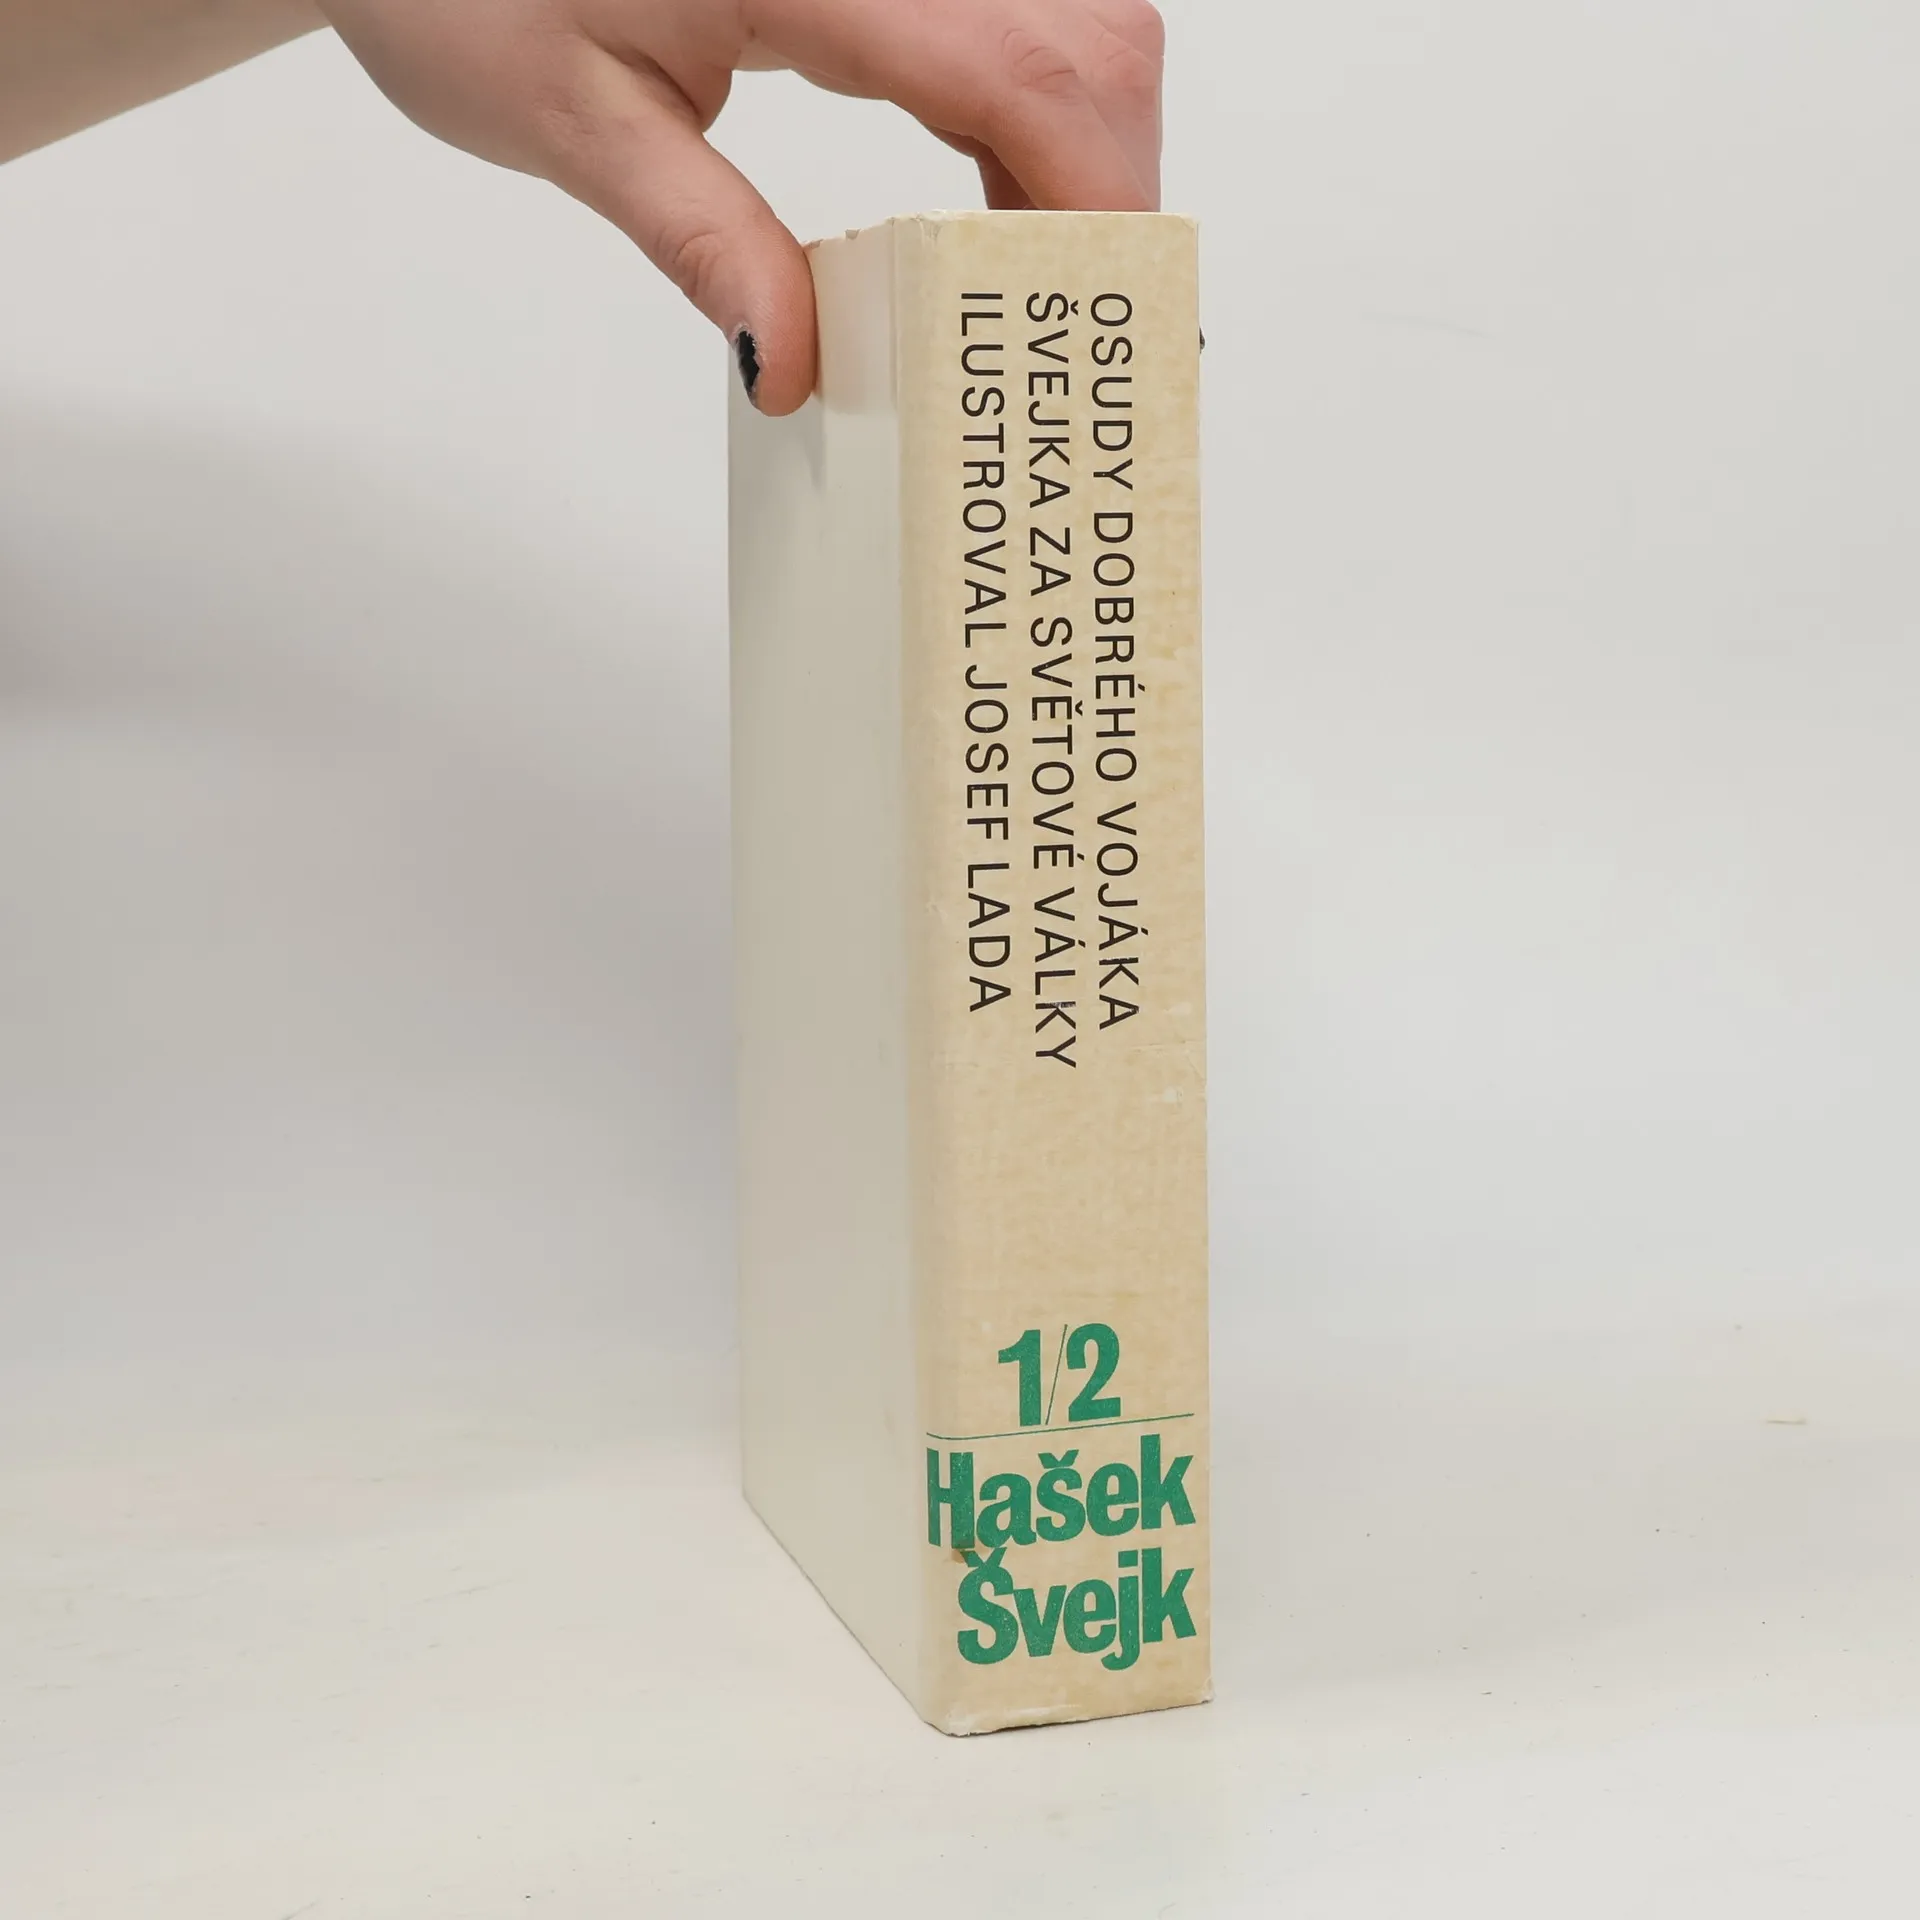 OSUDY DOBRÉHO VOJÁKA
ŠVEJKA ZA SVĚTOVÉ VÁLKY
ILUSTROVAL JOSEF LADA
1/2
Hašek
Švejk